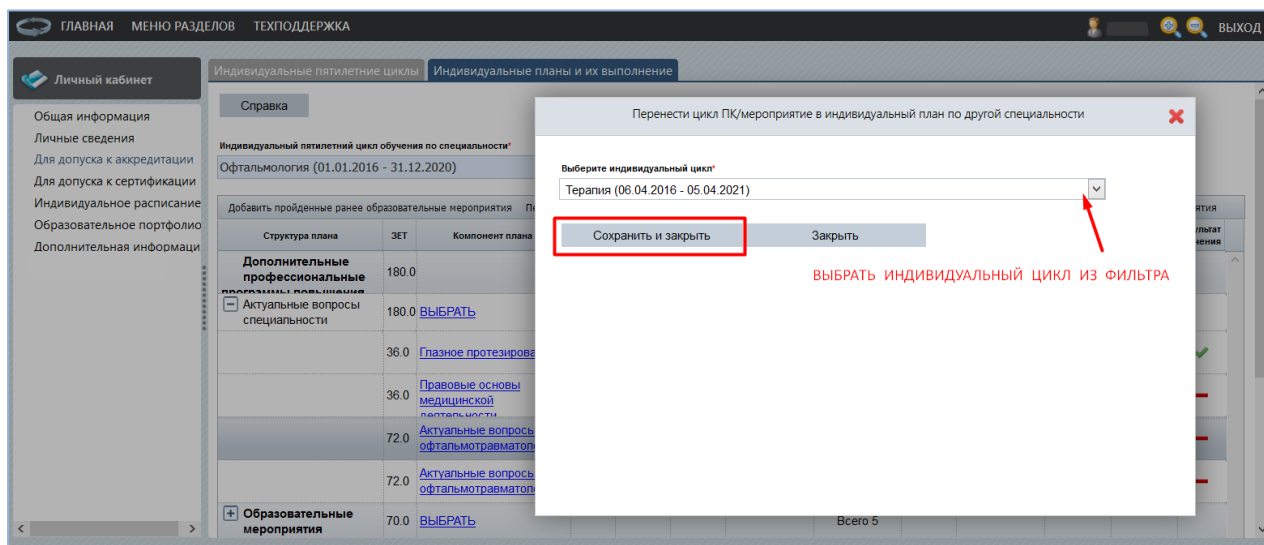 ГЛАВНАЯ МЕНЮ РАЗДЕЛОВ ТЕХПОДДЕРЖКА ВЫХОД
Личный кабинет
Общая информация
Личные сведения
Для допуска к аккредитации
Для допуска к сертификации
Индивидуальное расписание
Образовательное портфолио
Дополнительная информаци
Индивидуальные пятилетние циклы Индивидуальные планы и их выполнение
Справка
Индивидуальный пятилетний цикл обучения по специальности*
Офтальмология (01.01.2016 - 31.12.2020)
Добавить пройденные ранее образовательные мероприятия
Структура плана ЗЕТ Компонент плана
Дополнительные
профессиональные
программы повышения
180.0
Актуальные вопросы
специальности
180.0 ВЫБРАТЬ
36.0 Глазное протезирова
36.0 Правовые основы
медицинской
деятельности
72.0 Актуальные вопросы
офтальмотравматол
72.0 Актуальные вопросы
офтальмотравматол
Образовательные
мероприятия
70.0 ВЫБРАТЬ Всего 5
Перенести цикл ПК/мероприятие в индивидуальный план по другой специальности
Выберите индивидуальный цикл*
Терапия (06.04.2016 - 05.04.2021)
Сохранить и закрыть Закрыть
ВЫБРАТЬ ИНДИВИДУАЛЬНЫЙ ЦИКЛ ИЗ ФИЛЬТРА